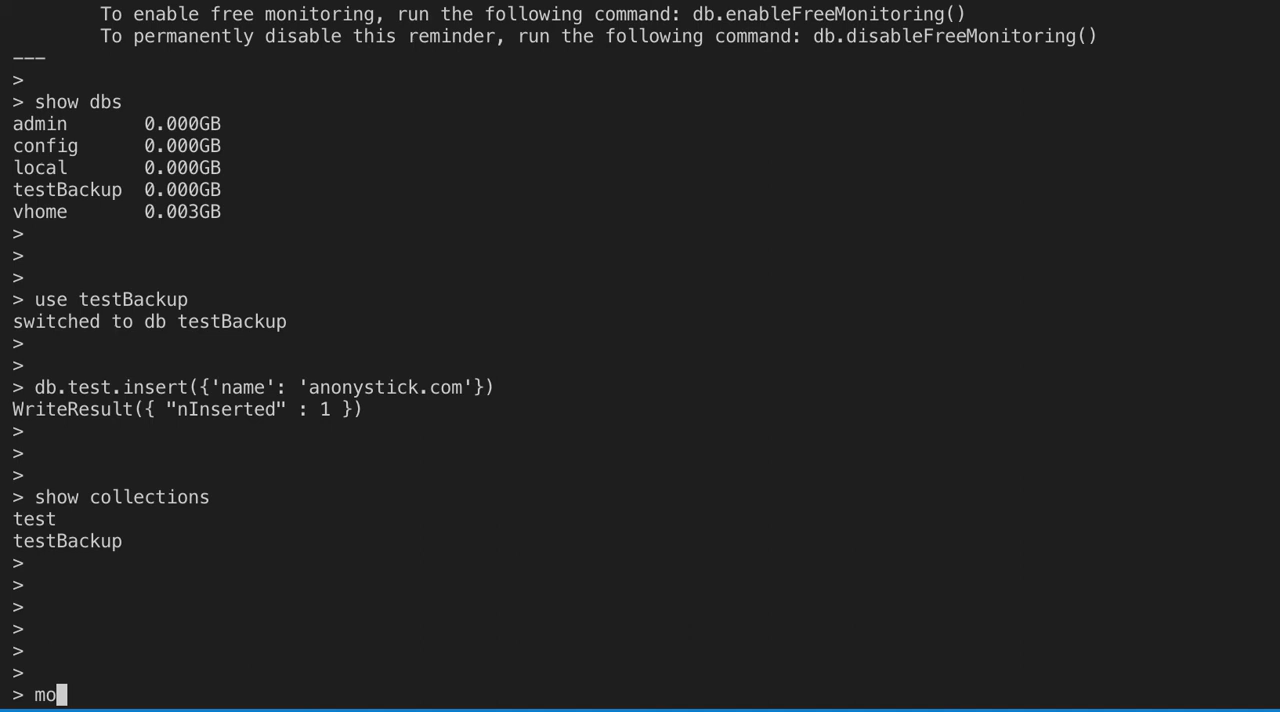 To enable free monitoring, run the following command: db.enableFreeMonitoring()
To permanently disable this reminder, run the following command: db.disableFreeMonitoring()
---
>
> show dbs
admin       0.000GB
config      0.000GB
local       0.000GB
testBackup  0.000GB
vhome       0.003GB
>
>
>
> use testBackup
switched to db testBackup
>
>
> db.test.insert({'name': 'anonystick.com'})
WriteResult({ "nInserted" : 1 })
>
>
>
> show collections
test
testBackup
>
>
>
>
>
>
> mo